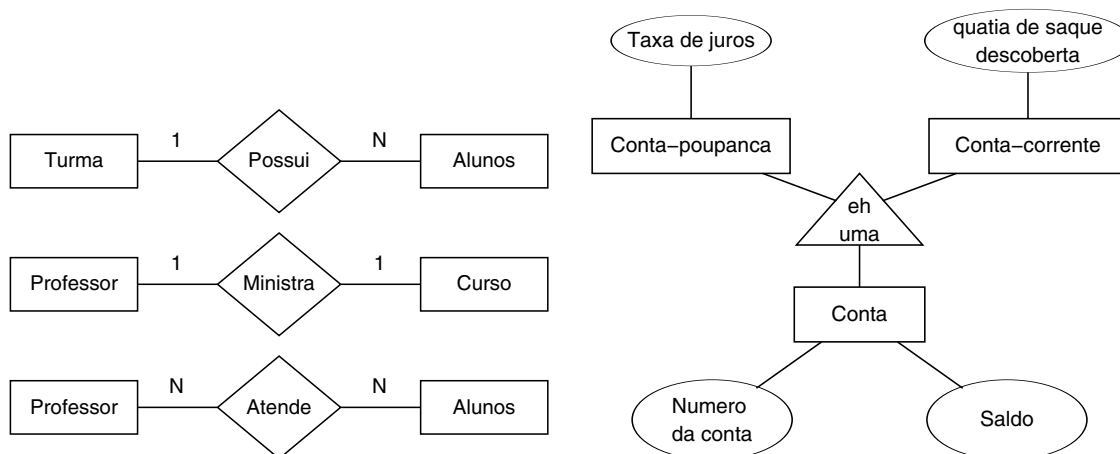 Turma
1
Possui
N
Alunos
Professor
1
Ministra
1
Curso
Professor
N
Atende
N
Alunos
Taxa de juros
quatia de saque
descoberta
Conta-poupanca
Conta-corrente
eh
uma
Conta
Numero
da conta
Saldo